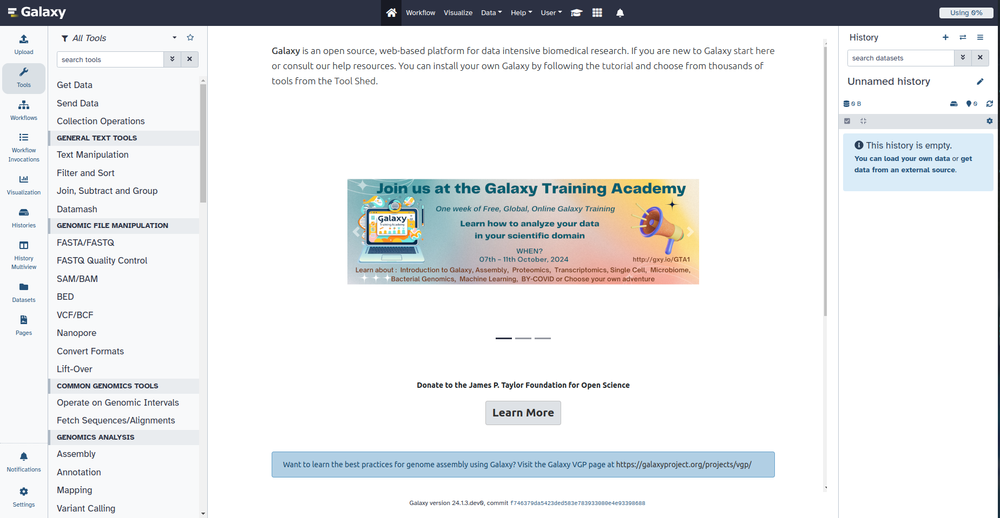 Galaxy
Workflow
Visualize
Data
Help
User
Using 0%
Upload
Tools
Workflows
Workflow
Invocations
Visualization
Histories
History
Multiview
Datasets
Pages
Notifications
Settings
All Tools
search tools
Get Data
Send Data
Collection Operations
GENERAL TEXT TOOLS
Text Manipulation
Filter and Sort
Join, Subtract and Group
Datamash
GENOMIC FILE MANIPULATION
FASTA/FASTQ
FASTQ Quality Control
SAM/BAM
BED
VCF/BCF
Nanopore
Convert Formats
Lift-Over
COMMON GENOMICS TOOLS
Operate on Genomic Intervals
Fetch Sequences/Alignments
GENOMICS ANALYSIS
Assembly
Annotation
Mapping
Variant Calling
Galaxy is an open source, web-based platform for data intensive biomedical research. If you are new to Galaxy start here
or consult our help resources. You can install your own Galaxy by following the tutorial and choose from thousands of
tools from the Tool Shed.
Join us at the Galaxy Training Academy
One week of Free, Global, Online Galaxy Training
Galaxy
Training Academy
Learn how to analyze your data
in your scientific domain
WHEN?
07th - 11th October, 2024
http://gxy.io/GTA1
Learn about : Introduction to Galaxy, Assembly, Proteomics, Transcriptomics, Single Cell, Microbiome,
Bacterial Genomics, Machine Learning, BY-COVID or Choose your own adventure
Donate to the James P. Taylor Foundation for Open Science
Learn More
Want to learn the best practices for genome assembly using Galaxy? Visit the Galaxy VGP page at https://galaxyproject.org/projects/vgp/
Galaxy version 24.1.3.dev0, commit f746379da5423ded583e783933080e4e93398688
History
search datasets
Unnamed history
0 B
0
This history is empty.
You can load your own data or get
data from an external source.